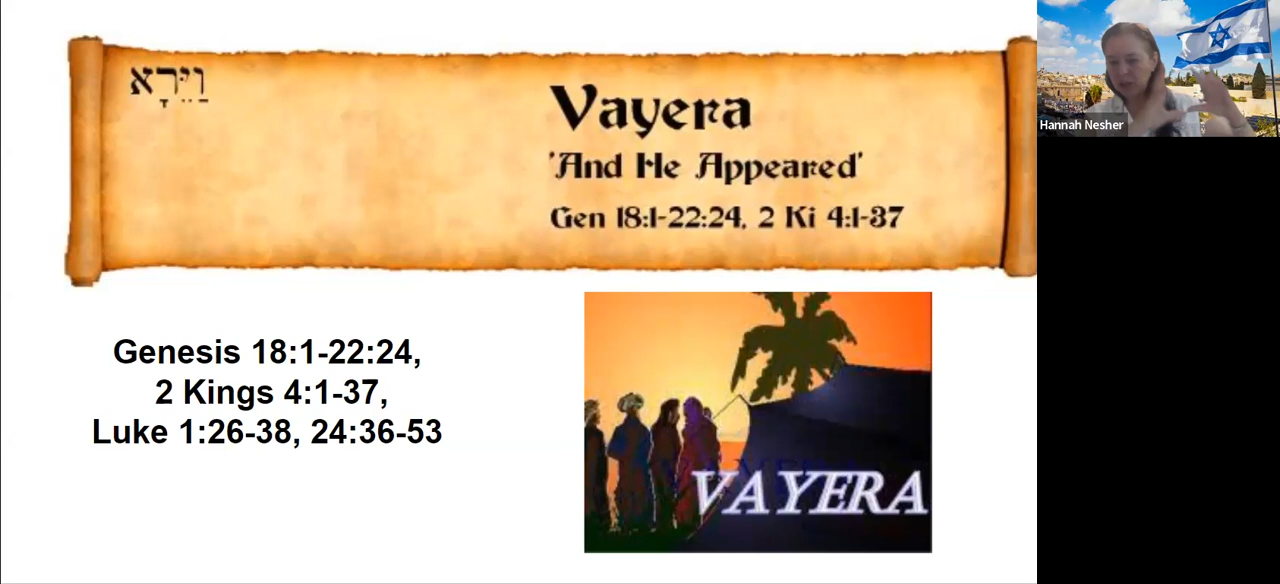 וַיֵּרָא
Vayera
'And He Appeared'
Gen 18:1-22:24, 2 Ki 4:1-37
Hannah Nesher
Genesis 18:1-22:24,
2 Kings 4:1-37,
Luke 1:26-38, 24:36-53
VAYERA